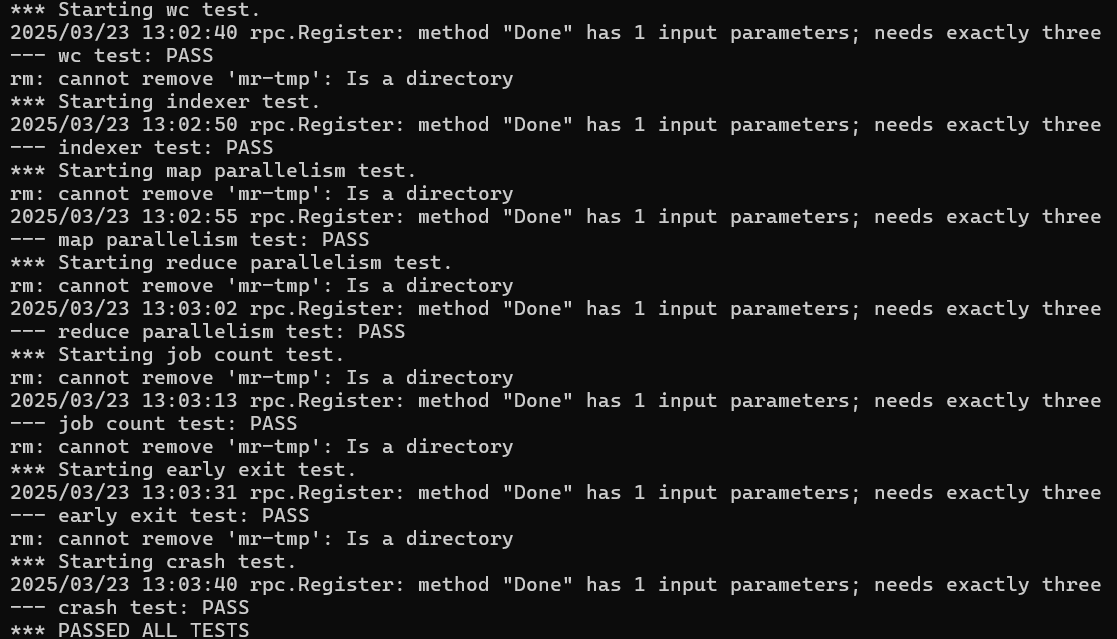 *** Starting wc test.
2025/03/23 13:02:40 rpc.Register: method "Done" has 1 input parameters; needs exactly three
--- wc test: PASS
rm: cannot remove 'mr-tmp': Is a directory
*** Starting indexer test.
2025/03/23 13:02:50 rpc.Register: method "Done" has 1 input parameters; needs exactly three
--- indexer test: PASS
*** Starting map parallelism test.
rm: cannot remove 'mr-tmp': Is a directory
2025/03/23 13:02:55 rpc.Register: method "Done" has 1 input parameters; needs exactly three
--- map parallelism test: PASS
*** Starting reduce parallelism test.
rm: cannot remove 'mr-tmp': Is a directory
2025/03/23 13:03:02 rpc.Register: method "Done" has 1 input parameters; needs exactly three
--- reduce parallelism test: PASS
*** Starting job count test.
rm: cannot remove 'mr-tmp': Is a directory
2025/03/23 13:03:13 rpc.Register: method "Done" has 1 input parameters; needs exactly three
--- job count test: PASS
rm: cannot remove 'mr-tmp': Is a directory
*** Starting early exit test.
2025/03/23 13:03:31 rpc.Register: method "Done" has 1 input parameters; needs exactly three
--- early exit test: PASS
rm: cannot remove 'mr-tmp': Is a directory
*** Starting crash test.
2025/03/23 13:03:40 rpc.Register: method "Done" has 1 input parameters; needs exactly three
--- crash test: PASS
*** PASSED ALL TESTS